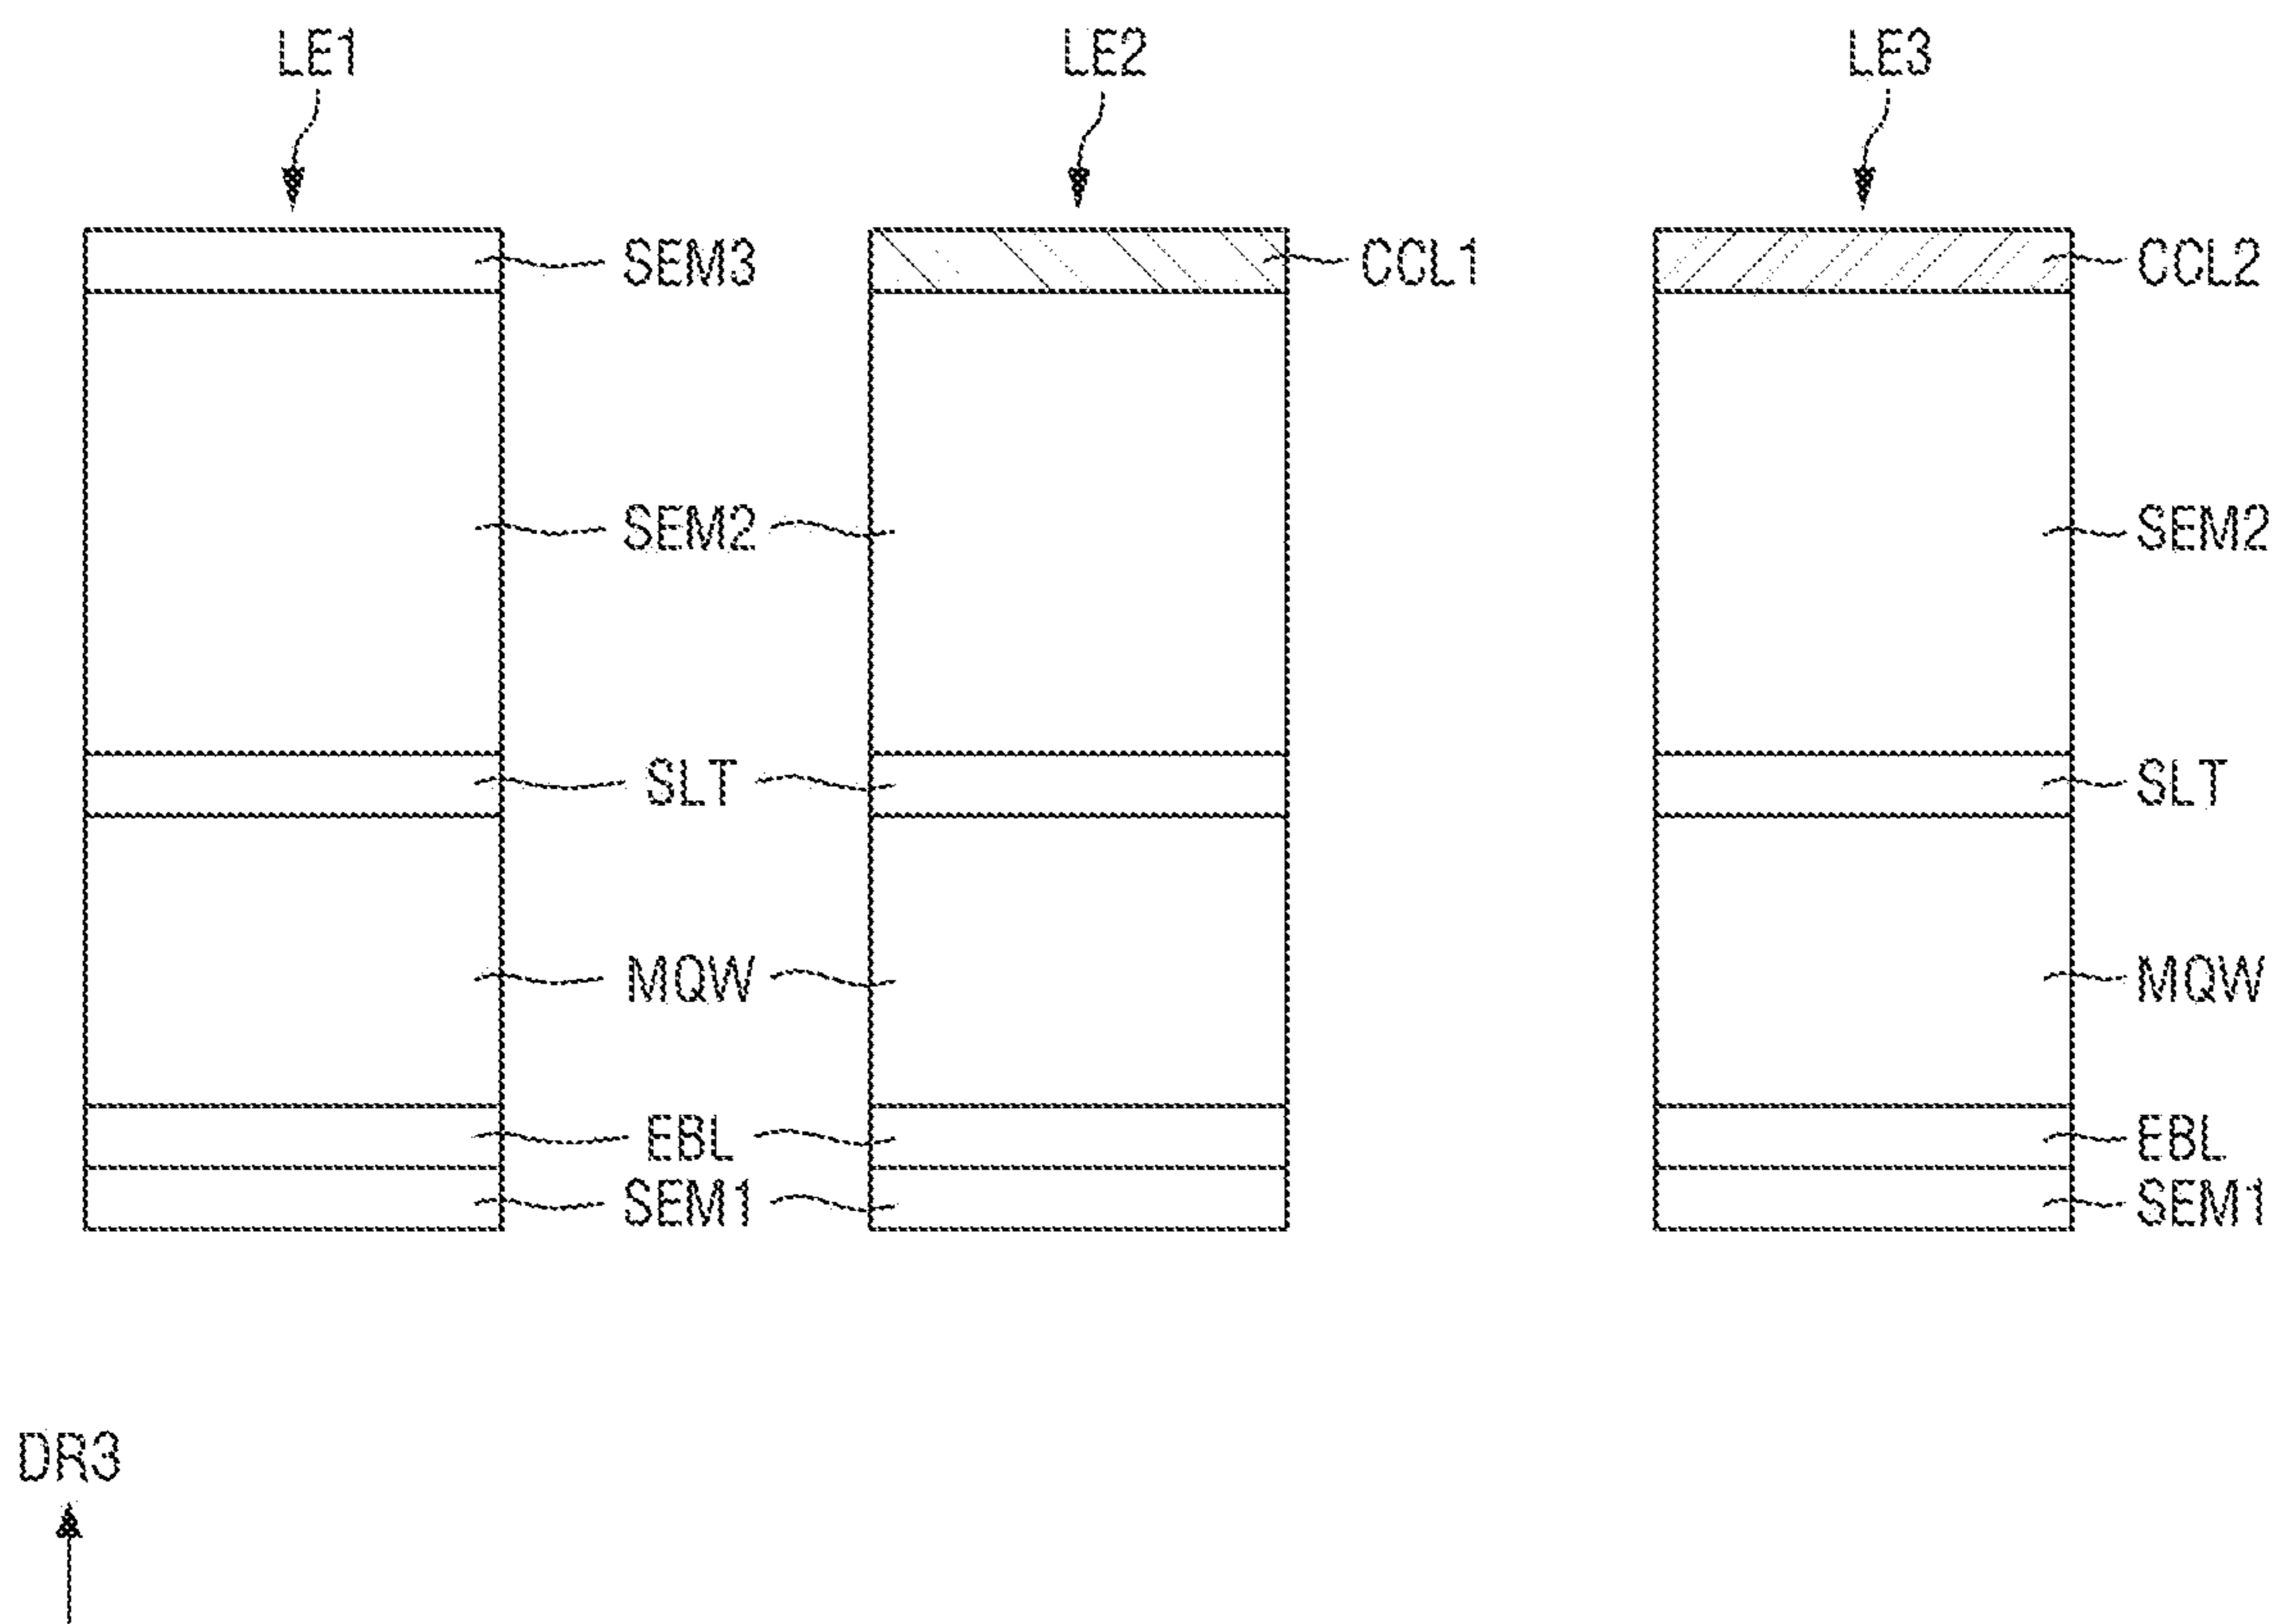 LE1 LE2 LE3
SEM3 CCL1 CCL2
SEM2 SEM2
SLT SLT
MQW MQW
EBL EBL
SEM1 SEM1
DR3